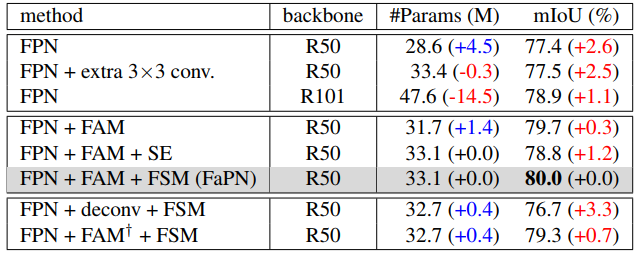 method backbone #Params (M) mIoU (%)
FPN R50 28.6 (+4.5) 77.4 (+2.6)
FPN + extra 3×3 conv. R50 33.4 (-0.3) 77.5 (+2.5)
FPN R101 47.6 (-14.5) 78.9 (+1.1)
FPN + FAM R50 31.7 (+1.4) 79.7 (+0.3)
FPN + FAM + SE R50 33.1 (+0.0) 78.8 (+1.2)
FPN + FAM + FSM (FaPN) R50 33.1 (+0.0) 80.0 (+0.0)
FPN + deconv + FSM R50 32.7 (+0.4) 76.7 (+3.3)
FPN + FAM† + FSM R50 32.7 (+0.4) 79.3 (+0.7)